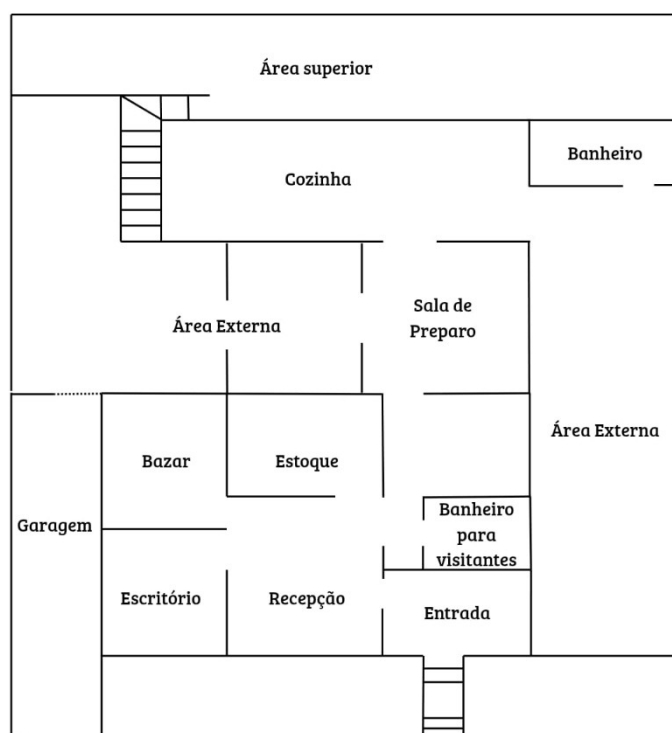 Área superior
Banheiro
Cozinha
Sala de
Preparo
Área Externa
Área Externa
Bazar
Estoque
Garagem
Banheiro
para
visitantes
Escritório
Recepção
Entrada